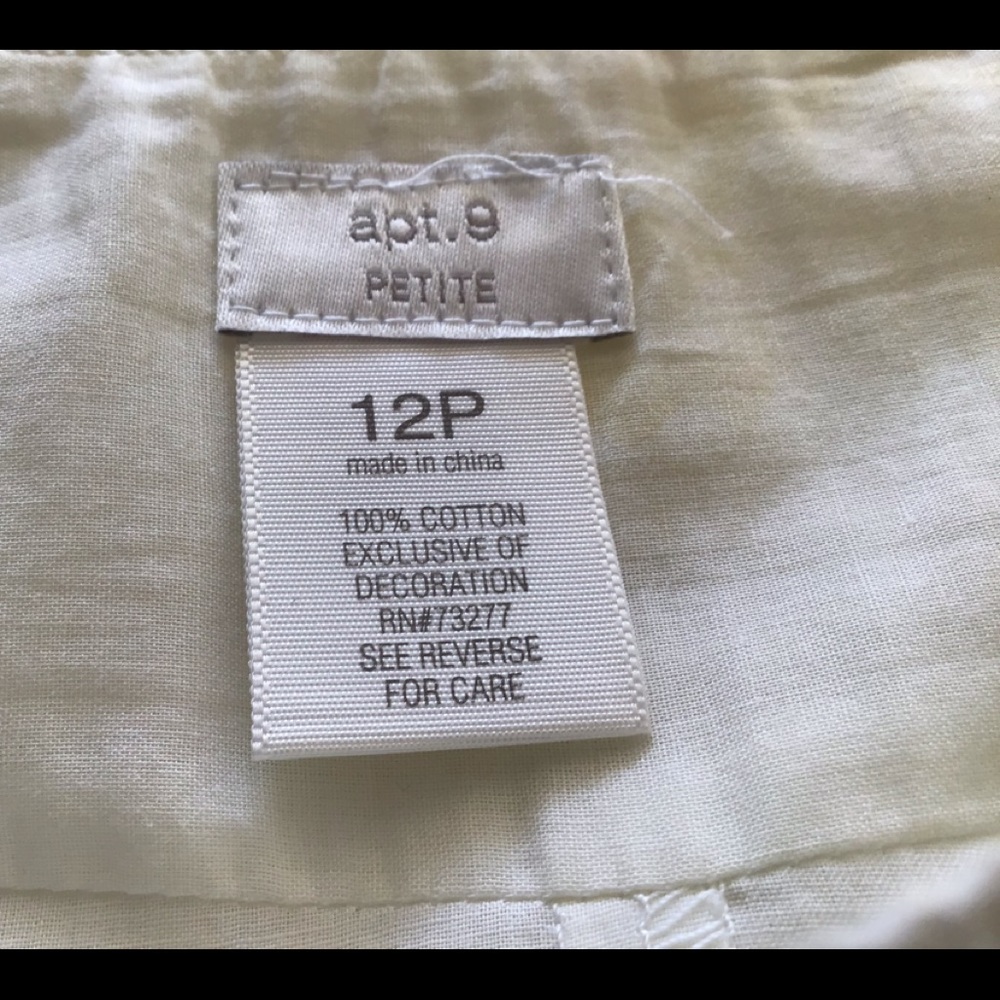 apt.9
PETITE
12P
made in china
100% COTTON
EXCLUSIVE OF
DECORATION
RN#73277
SEE REVERSE
FOR CARE